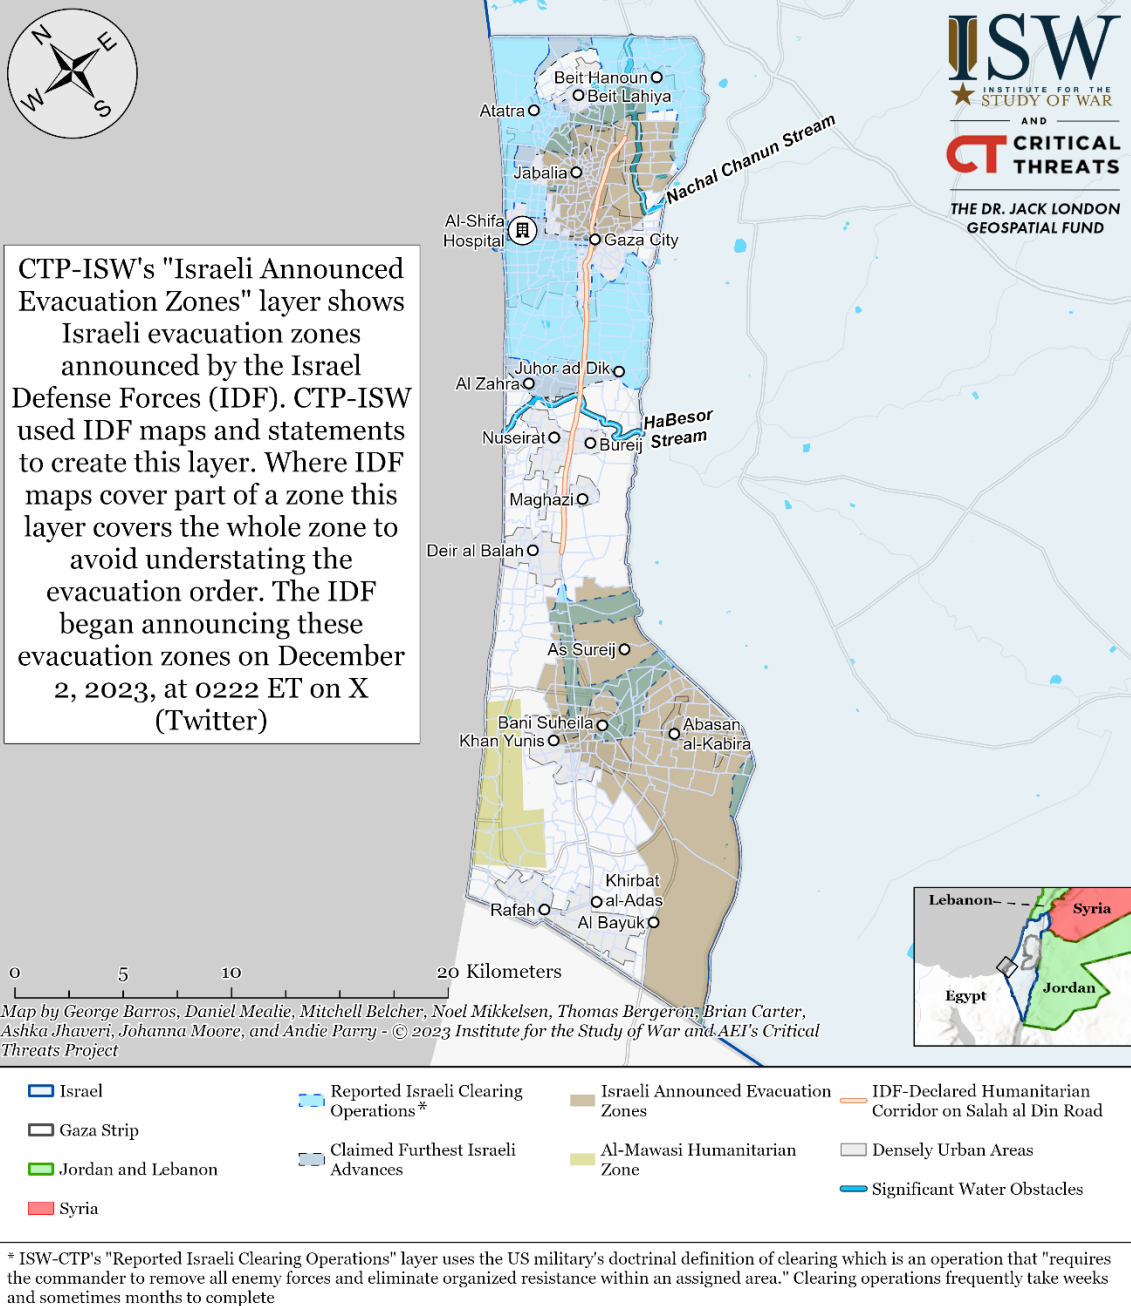 N
E
W
S
ISW
INSTITUTE FOR THE
STUDY OF WAR
AND
CT CRITICAL
THREATS
THE DR. JACK LONDON
GEOSPATIAL FUND
Beit Hanoun
Beit Lahiya
Atatra
Nachal Chanun Stream
Jabalia
Al-Shifa
Hospital
Gaza City
CTP-ISW's "Israeli Announced
Evacuation Zones" layer shows
Israeli evacuation zones
announced by the Israel
Defense Forces (IDF). CTP-ISW
used IDF maps and statements
to create this layer. Where IDF
maps cover part of a zone this
layer covers the whole zone to
avoid understating the
evacuation order. The IDF
began announcing these
evacuation zones on December
2, 2023, at 0222 ET on X
(Twitter)
Juhor ad Dik
Al Zahra
HaBesor
Stream
Nuseirat
Bureij
Maghazi
Deir al Balah
As Sureij
Bani Suheila
Abasan
al-Kabira
Khan Yunis
Khirbat
al-Adas
Rafah
Al Bayuk
Lebanon
Syria
Egypt
Jordan
0 5 10 20 Kilometers
Map by George Barros, Daniel Mealie, Mitchell Belcher, Noel Mikkelsen, Thomas Bergeron, Brian Carter,
Ashka Jhaveri, Johanna Moore, and Andie Parry - © 2023 Institute for the Study of War and AEI's Critical
Threats Project
Israel
Gaza Strip
Jordan and Lebanon
Syria
Reported Israeli Clearing
Operations*
Claimed Furthest Israeli
Advances
Israeli Announced Evacuation
Zones
Al-Mawasi Humanitarian
Zone
IDF-Declared Humanitarian
Corridor on Salah al Din Road
Densely Urban Areas
Significant Water Obstacles
* ISW-CTP's "Reported Israeli Clearing Operations" layer uses the US military's doctrinal definition of clearing which is an operation that "requires
the commander to remove all enemy forces and eliminate organized resistance within an assigned area." Clearing operations frequently take weeks
and sometimes months to complete